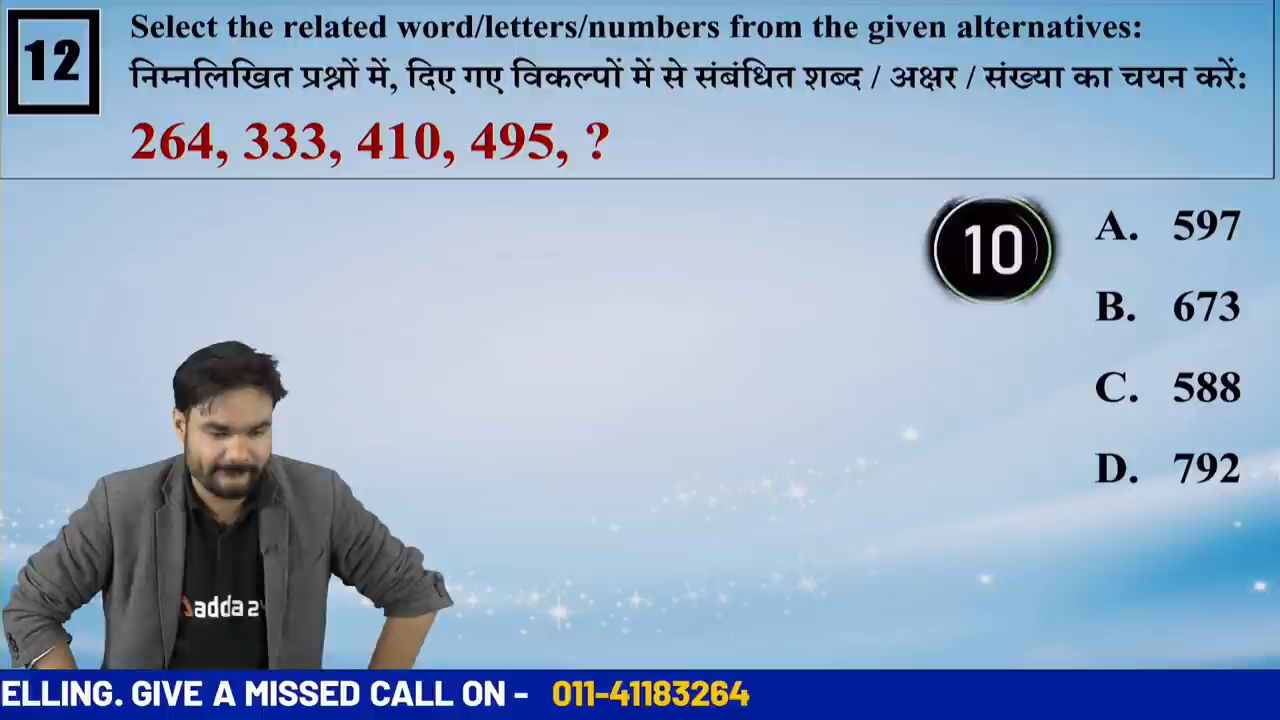 12
Select the related word/letters/numbers from the given alternatives:
निम्नलिखित प्रश्नों में, दिए गए विकल्पों में से संबंधित शब्द / अक्षर / संख्या का चयन करें:
264, 333, 410, 495, ?
10
A. 597
B. 673
C. 588
D. 792
adda 2
ELLING. GIVE A MISSED CALL ON - 011-41183264